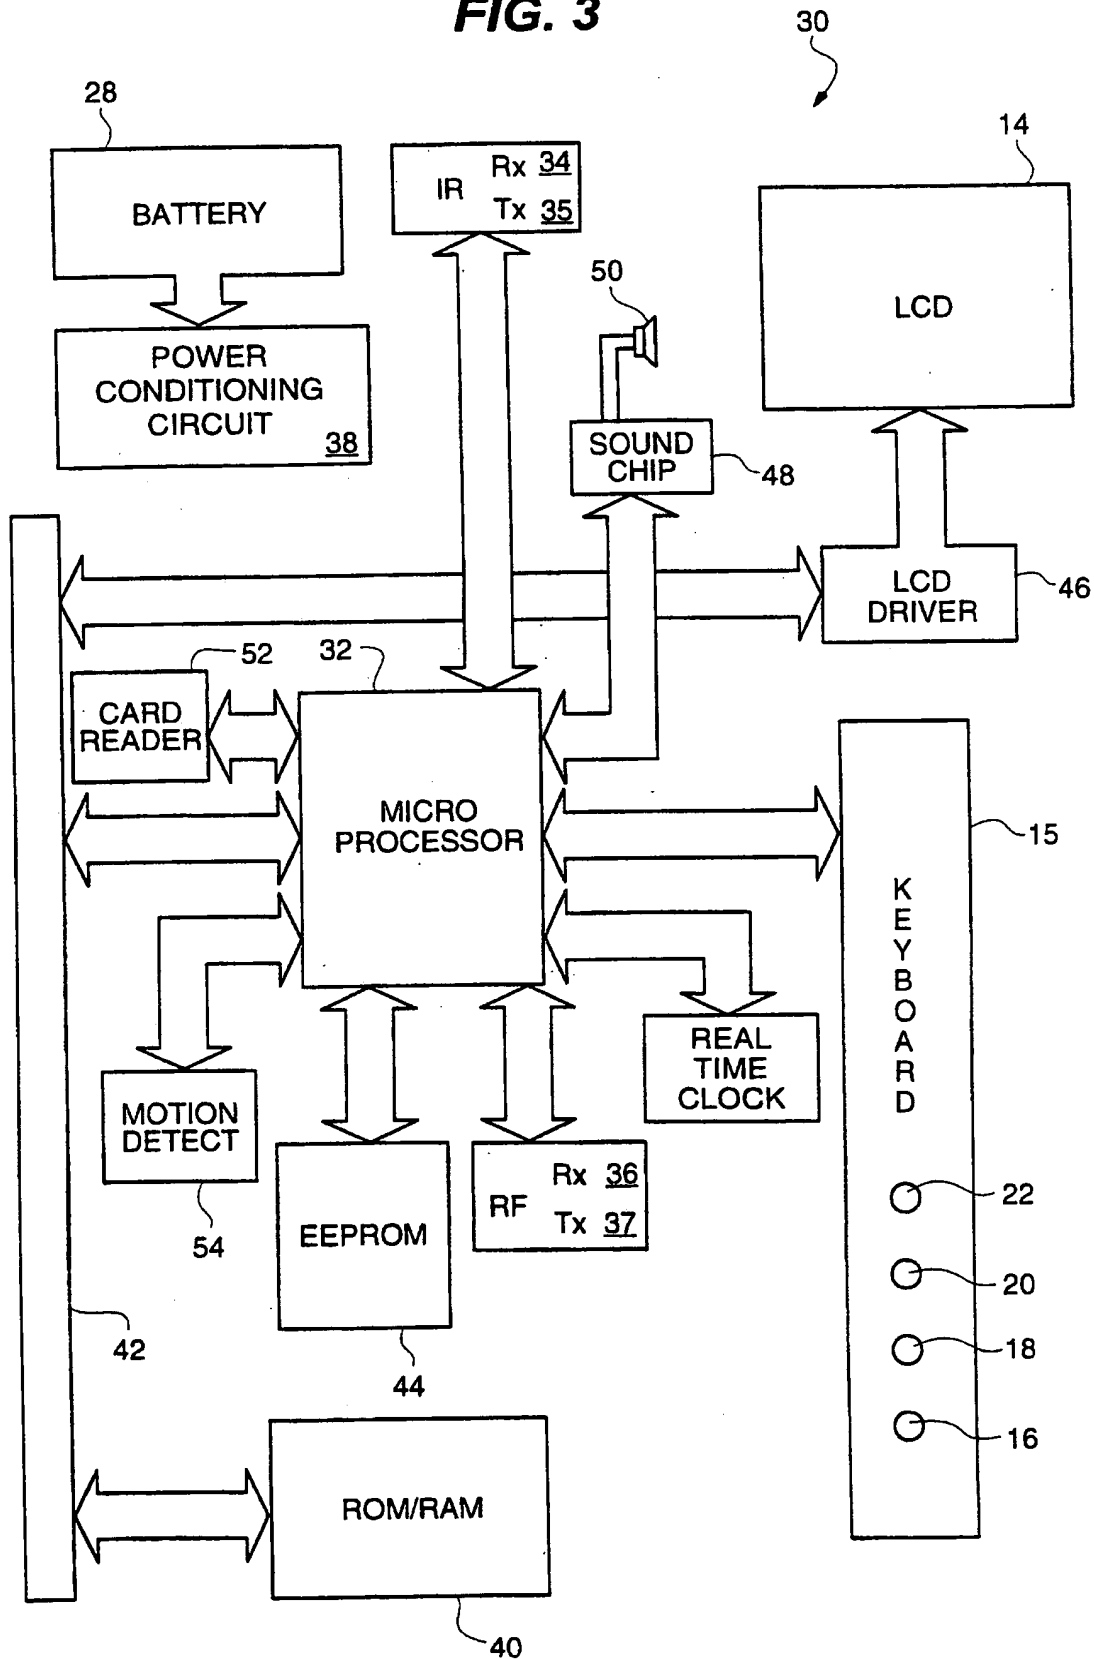 FIG. 3
30
28
14
BATTERY
IR
Rx 34
Tx 35
50
LCD
POWER
CONDITIONING
CIRCUIT
38
SOUND
CHIP
48
LCD
DRIVER
46
52
32
CARD
READER
MICRO
PROCESSOR
15
KEYBOARD
REAL
TIME
CLOCK
MOTION
DETECT
54
EEPROM
44
RF
Rx 36
Tx 37
22
20
18
16
42
ROM/RAM
40